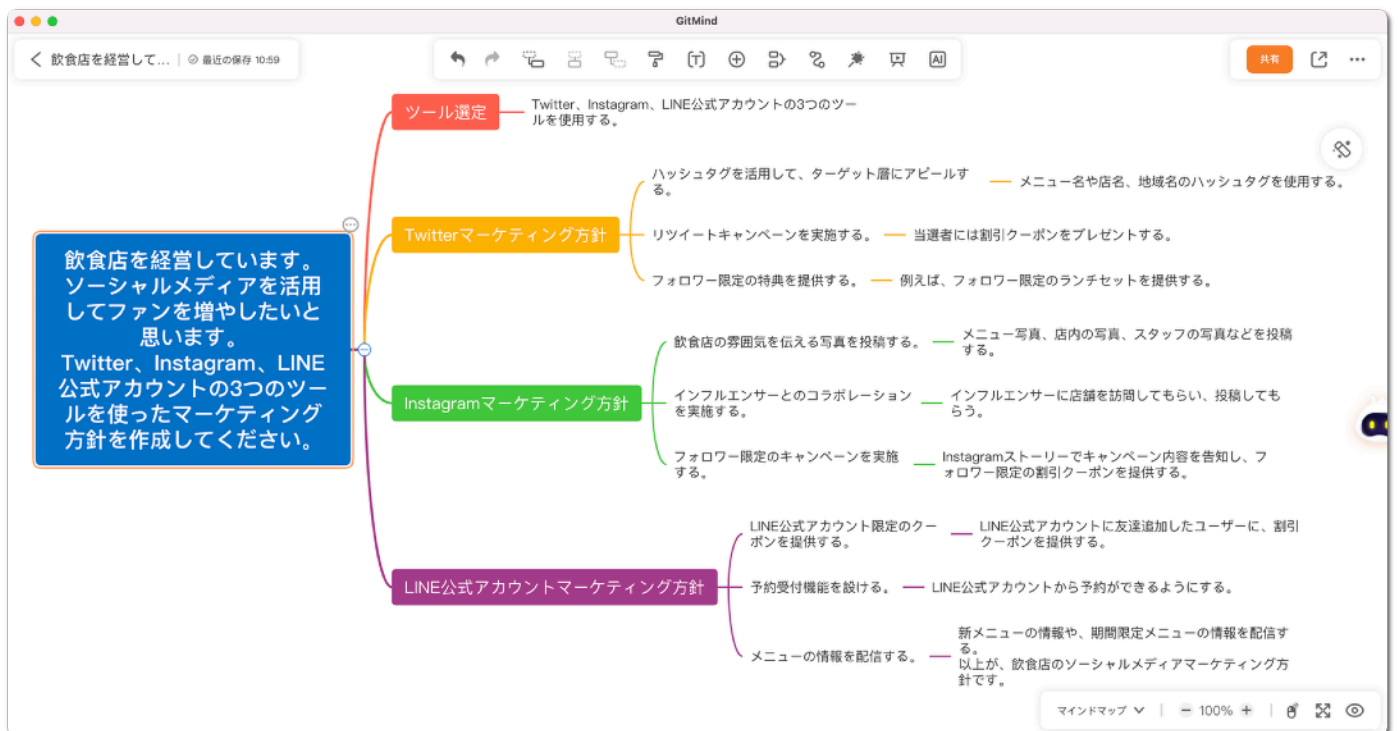 GitMind
飲食店を経営して...
最近の保存 10:59
AI
共有
飲食店を経営しています。
ソーシャルメディアを活用
してファンを増やしたいと
思います。
Twitter、Instagram、LINE
公式アカウントの3つのツー
ルを使ったマーケティング
方針を作成してください。
ツール選定
Twitter、Instagram、LINE公式アカウントの3つのツー
ルを使用する。
Twitterマーケティング方針
ハッシュタグを活用して、ターゲット層にアピールす
る。
メニュー名や店名、地域名のハッシュタグを使用する。
リツイートキャンペーンを実施する。
当選者には割引クーポンをプレゼントする。
フォロワー限定の特典を提供する。
例えば、フォロワー限定のランチセットを提供する。
Instagramマーケティング方針
飲食店の雰囲気を伝える写真を投稿する。
メニュー写真、店内の写真、スタッフの写真などを投稿
する。
インフルエンサーとのコラボレーション
を実施する。
インフルエンサーに店舗を訪問してもらい、投稿しても
らう。
フォロワー限定のキャンペーンを実施
する。
Instagramストーリーでキャンペーン内容を告知し、フ
ォロワー限定の割引クーポンを提供する。
LINE公式アカウントマーケティング方針
LINE公式アカウント限定のクー
ポンを提供する。
LINE公式アカウントに友達追加したユーザーに、割引
クーポンを提供する。
予約受付機能を設ける。
LINE公式アカウントから予約ができるようにする。
メニューの情報を配信する。
新メニューの情報や、期間限定メニューの情報を配信す
る。
以上が、飲食店のソーシャルメディアマーケティング方
針です。
マインドマップ
100%